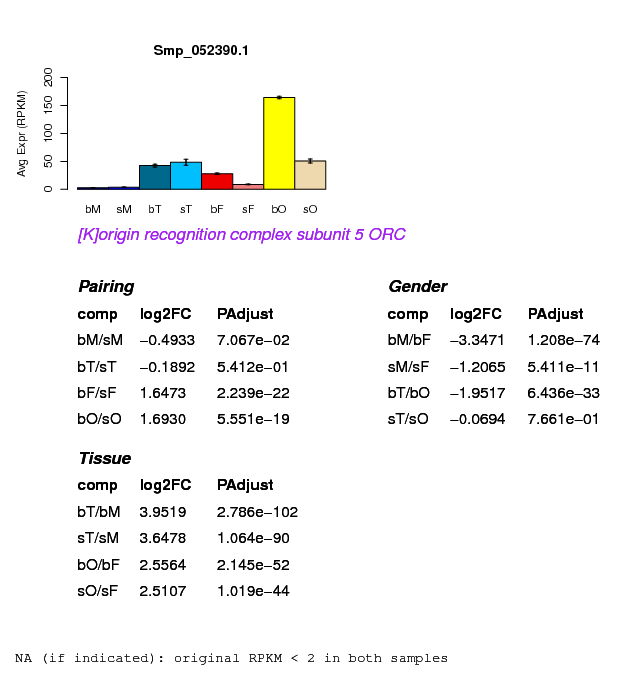 Smp_052390.1
Avg Expr (RPKM)
0 50 100 150 200
bM sM bT sT bF sF bO sO
[K]origin recognition complex subunit 5 ORC
Pairing
comp log2FC PAdjust
bM/sM −0.4933 7.067e−02
bT/sT −0.1892 5.412e−01
bF/sF 1.6473 2.239e−22
bO/sO 1.6930 5.551e−19
Gender
comp log2FC PAdjust
bM/bF −3.3471 1.208e−74
sM/sF −1.2065 5.411e−11
bT/bO −1.9517 6.436e−33
sT/sO −0.0694 7.661e−01
Tissue
comp log2FC PAdjust
bT/bM 3.9519 2.786e−102
sT/sM 3.6478 1.064e−90
bO/bF 2.5564 2.145e−52
sO/sF 2.5107 1.019e−44
NA (if indicated): original RPKM < 2 in both samples